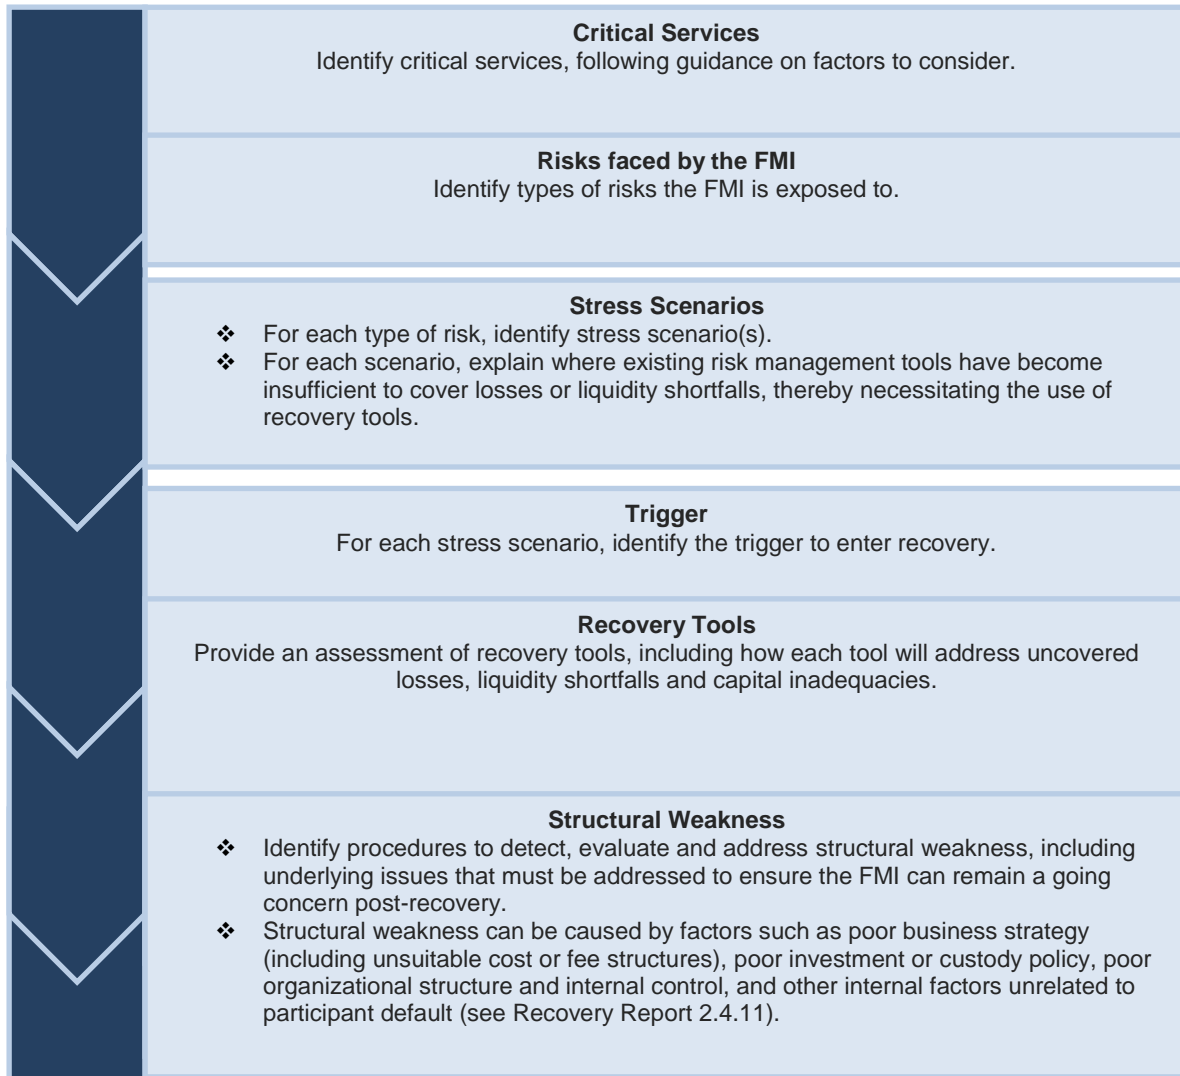 Critical Services
Identify critical services, following guidance on factors to consider.
Risks faced by the FMI
Identify types of risks the FMI is exposed to.
Stress Scenarios
❖ For each type of risk, identify stress scenario(s).
❖ For each scenario, explain where existing risk management tools have become
insufficient to cover losses or liquidity shortfalls, thereby necessitating the use of
recovery tools.
Trigger
For each stress scenario, identify the trigger to enter recovery.
Recovery Tools
Provide an assessment of recovery tools, including how each tool will address uncovered
losses, liquidity shortfalls and capital inadequacies.
Structural Weakness
❖ Identify procedures to detect, evaluate and address structural weakness, including
underlying issues that must be addressed to ensure the FMI can remain a going
concern post-recovery.
❖ Structural weakness can be caused by factors such as poor business strategy
(including unsuitable cost or fee structures), poor investment or custody policy, poor
organizational structure and internal control, and other internal factors unrelated to
participant default (see Recovery Report 2.4.11).